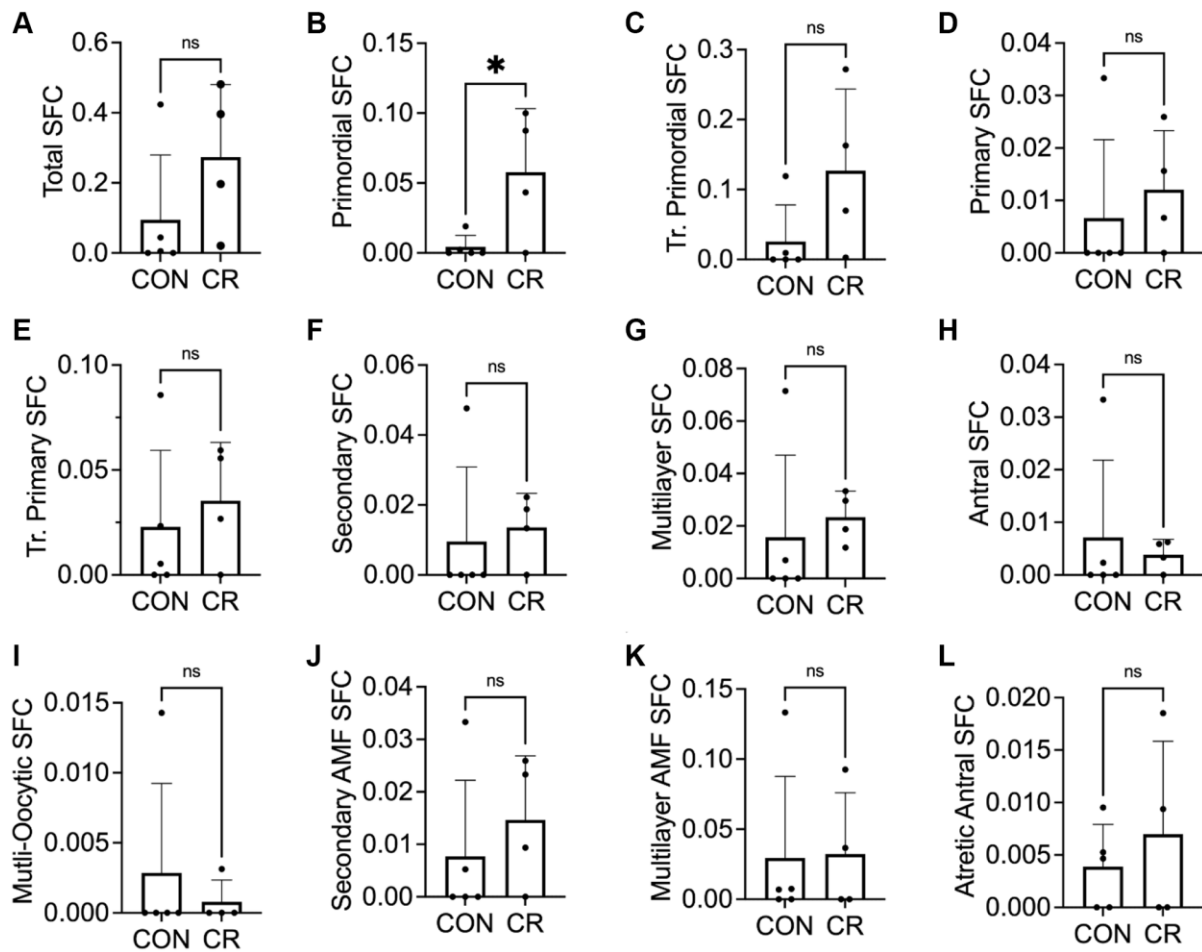 A
Total SFC
0.6
0.4
0.2
0.0
ns
CON CR
B
Primordial SFC
0.15
0.10
0.05
0.00
*
CON CR
C
Tr. Primordial SFC
0.3
0.2
0.1
0.0
ns
CON CR
D
Primary SFC
0.04
0.03
0.02
0.01
0.00
ns
CON CR
E
Tr. Primary SFC
0.10
0.05
0.00
ns
CON CR
F
Secondary SFC
0.06
0.04
0.02
0.00
ns
CON CR
G
Multilayer SFC
0.08
0.06
0.04
0.02
0.00
ns
CON CR
H
Antral SFC
0.04
0.03
0.02
0.01
0.00
ns
CON CR
I
Mutli-Oocytic SFC
0.015
0.010
0.005
0.000
ns
CON CR
J
Secondary AMF SFC
0.04
0.03
0.02
0.01
0.00
ns
CON CR
K
Multilayer AMF SFC
0.15
0.10
0.05
0.00
ns
CON CR
L
Atretic Antral SFC
0.020
0.015
0.010
0.005
0.000
ns
CON CR